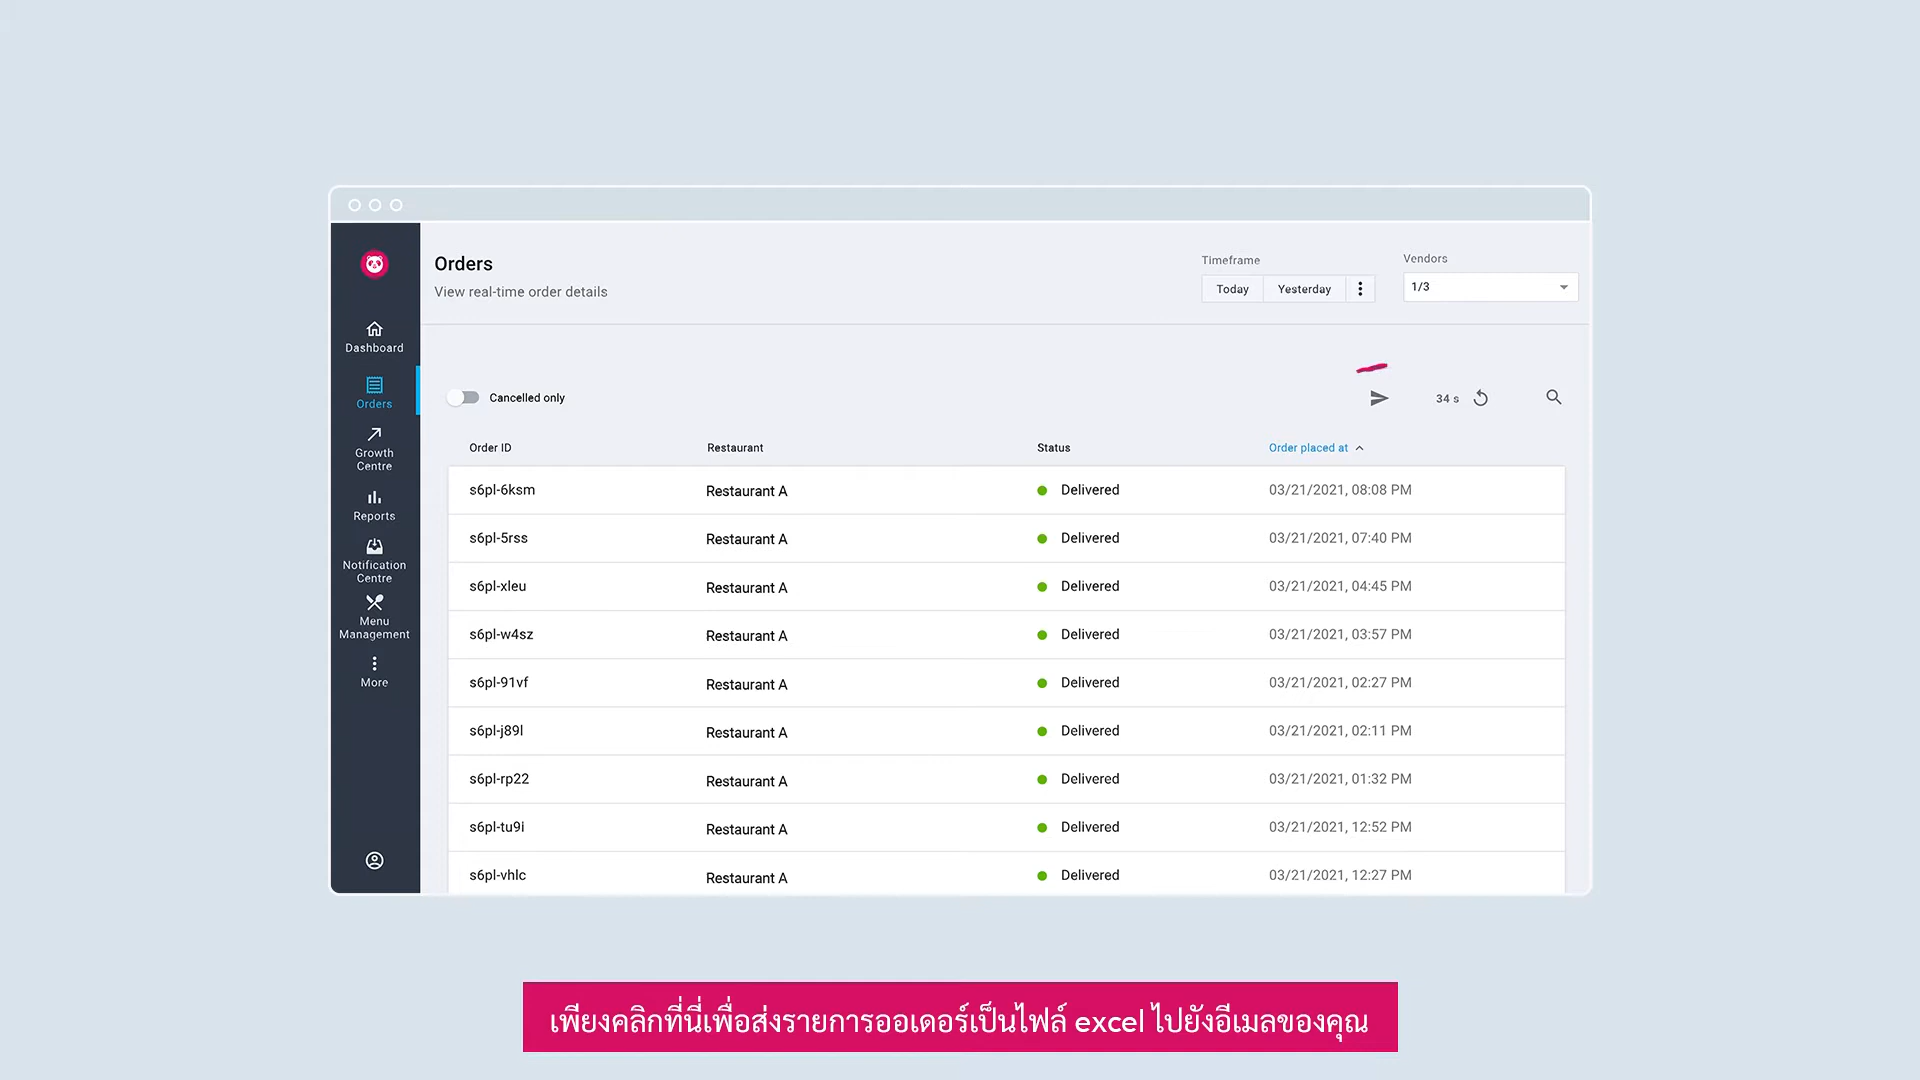 Orders
View real-time order details
Timeframe
Today Yesterday
Vendors
1/3
Dashboard
Orders
Growth
Centre
Reports
Notification
Centre
Menu
Management
More
Cancelled only
34 s
Order ID Restaurant Status Order placed at
s6pl-6ksm Restaurant A Delivered 03/21/2021, 08:08 PM
s6pl-5rss Restaurant A Delivered 03/21/2021, 07:40 PM
s6pl-xleu Restaurant A Delivered 03/21/2021, 04:45 PM
s6pl-w4sz Restaurant A Delivered 03/21/2021, 03:57 PM
s6pl-91vf Restaurant A Delivered 03/21/2021, 02:27 PM
s6pl-j89l Restaurant A Delivered 03/21/2021, 02:11 PM
s6pl-rp22 Restaurant A Delivered 03/21/2021, 01:32 PM
s6pl-tu9i Restaurant A Delivered 03/21/2021, 12:52 PM
s6pl-vhlc Restaurant A Delivered 03/21/2021, 12:27 PM
เพียงคลิกที่นี่เพื่อส่งรายการออเดอร์เป็นไฟล์ excel ไปยังอีเมลของคุณ